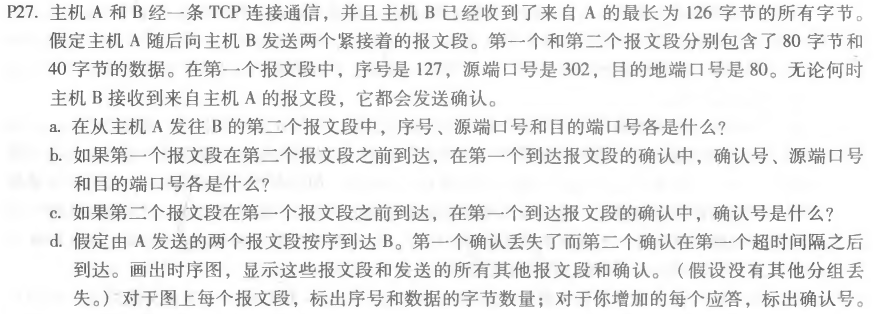 P27. 主机 A 和 B 经一条 TCP 连接通信，并且主机 B 已经收到了来自 A 的最长为 126 字节的所有字节。
假定主机 A 随后向主机 B 发送两个紧接着的报文段。第一个和第二个报文段分别包含了 80 字节和
40 字节的数据。在第一个报文段中，序号是 127，源端口号是 302，目的地端口号是 80。无论何时
主机 B 接收到来自主机 A 的报文段，它都会发送确认。
a. 在从主机 A 发往 B 的第二个报文段中，序号、源端口号和目的端口号各是什么？
b. 如果第一个报文段在第二个报文段之前到达，在第一个到达报文段的确认中，确认号、源端口号
和目的端口号各是什么？
c. 如果第二个报文段在第一个报文段之前到达，在第一个到达报文段的确认中，确认号是什么？
d. 假定由 A 发送的两个报文段按序到达 B。第一个确认丢失了而第二个确认在第一个超时间隔之后
到达。画出时序图，显示这些报文段和发送的所有其他报文段和确认。（假设没有其他分组丢
失。）对于图上每个报文段，标出序号和数据的字节数量；对于你增加的每个应答，标出确认号。